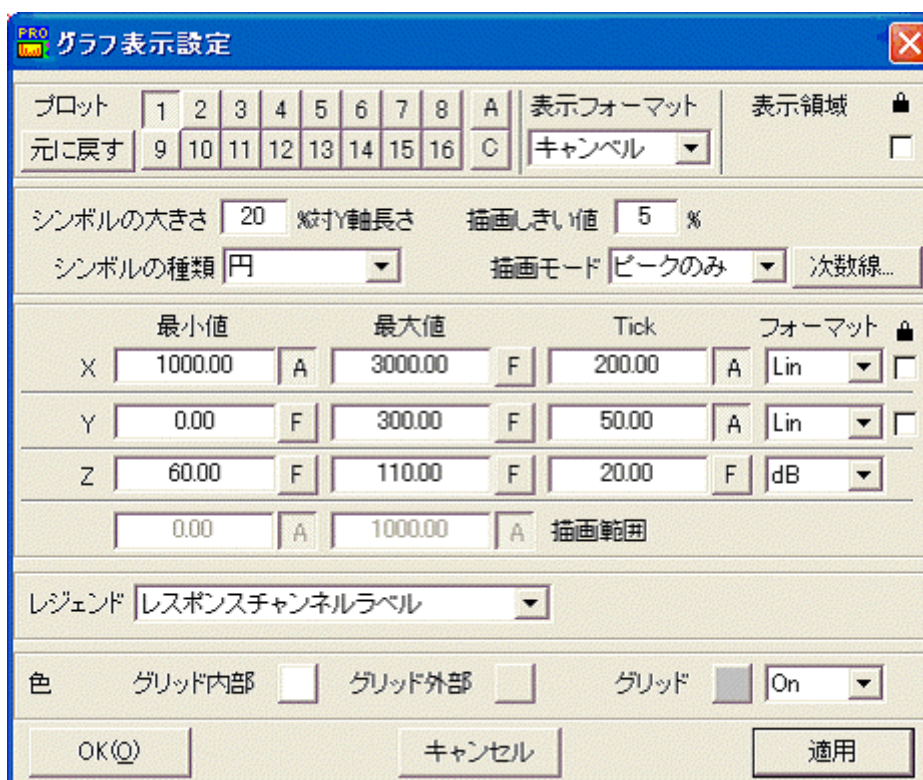 PRO グラフ表示設定
プロット 1 2 3 4 5 6 7 8 A 表示フォーマット 表示領域
元に戻す 9 10 11 12 13 14 15 16 C キャンベル
シンボルの大きさ 20 %対Y軸長さ 描画しきい値 5 %
シンボルの種類 円 描画モード ピークのみ 次数線...
最小値 最大値 Tick フォーマット
X 1000.00 A 3000.00 F 200.00 A Lin
Y 0.00 F 300.00 F 50.00 A Lin
Z 60.00 F 110.00 F 20.00 F dB
0.00 A 1000.00 A 描画範囲
レジェンド レスポンスチャンネルラベル
色 グリッド内部 グリッド外部 グリッド On
OK(O) キャンセル 適用